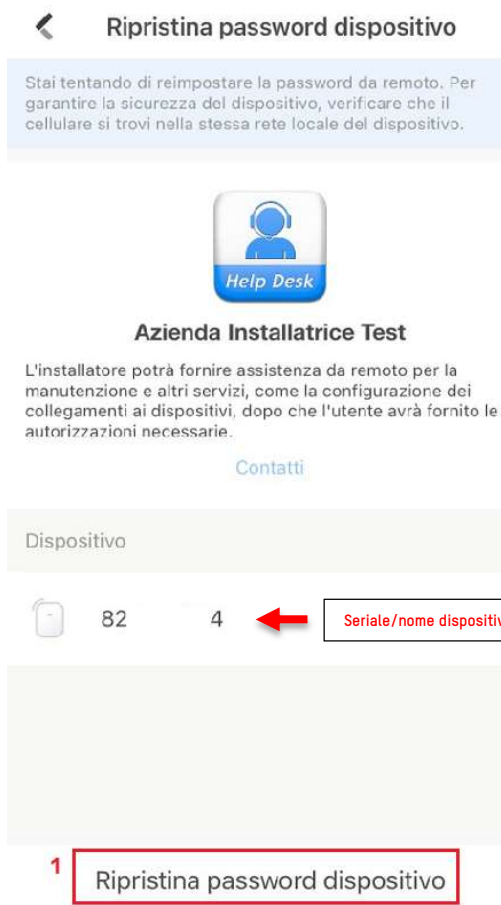 Ripristina password dispositivo
Stai tentando di reimpostare la password da remoto. Per
garantire la sicurezza del dispositivo, verificare che il
cellulare si trovi nella stessa rete locale del dispositivo.
Help Desk
Azienda Installatrice Test
L'installatore potrà fornire assistenza da remoto per la
manutenzione e altri servizi, come la configurazione dei
collegamenti ai dispositivi, dopo che l'utente avrà fornito le
autorizzazioni necessarie.
Contatti
Dispositivo
82 4 Seriale/nome
1 Ripristina password dispositivo